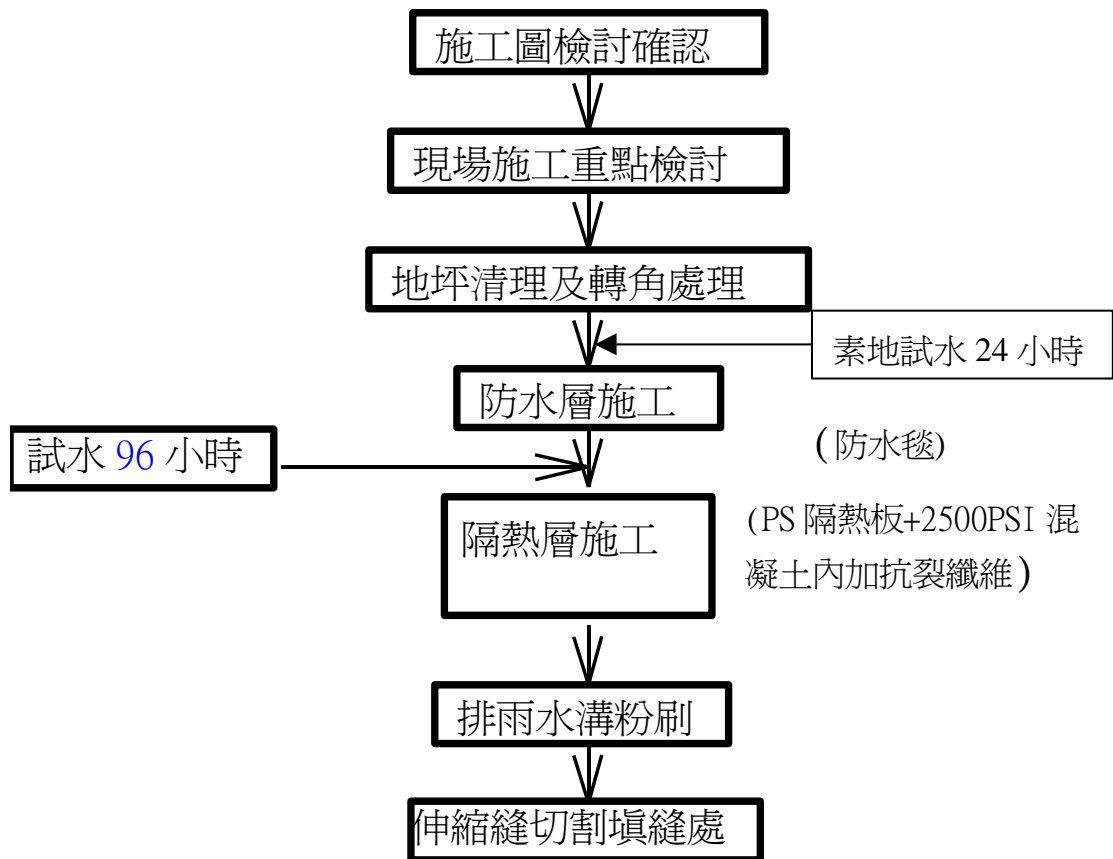 施工圖檢討確認
現場施工重點檢討
地坪清理及轉角處理
素地試水 24 小時
防水層施工
(防水毯)
試水 96 小時
隔熱層施工
(PS 隔熱板+2500PSI 混
凝土內加抗裂纖維)
排雨水溝粉刷
伸縮縫切割填縫處